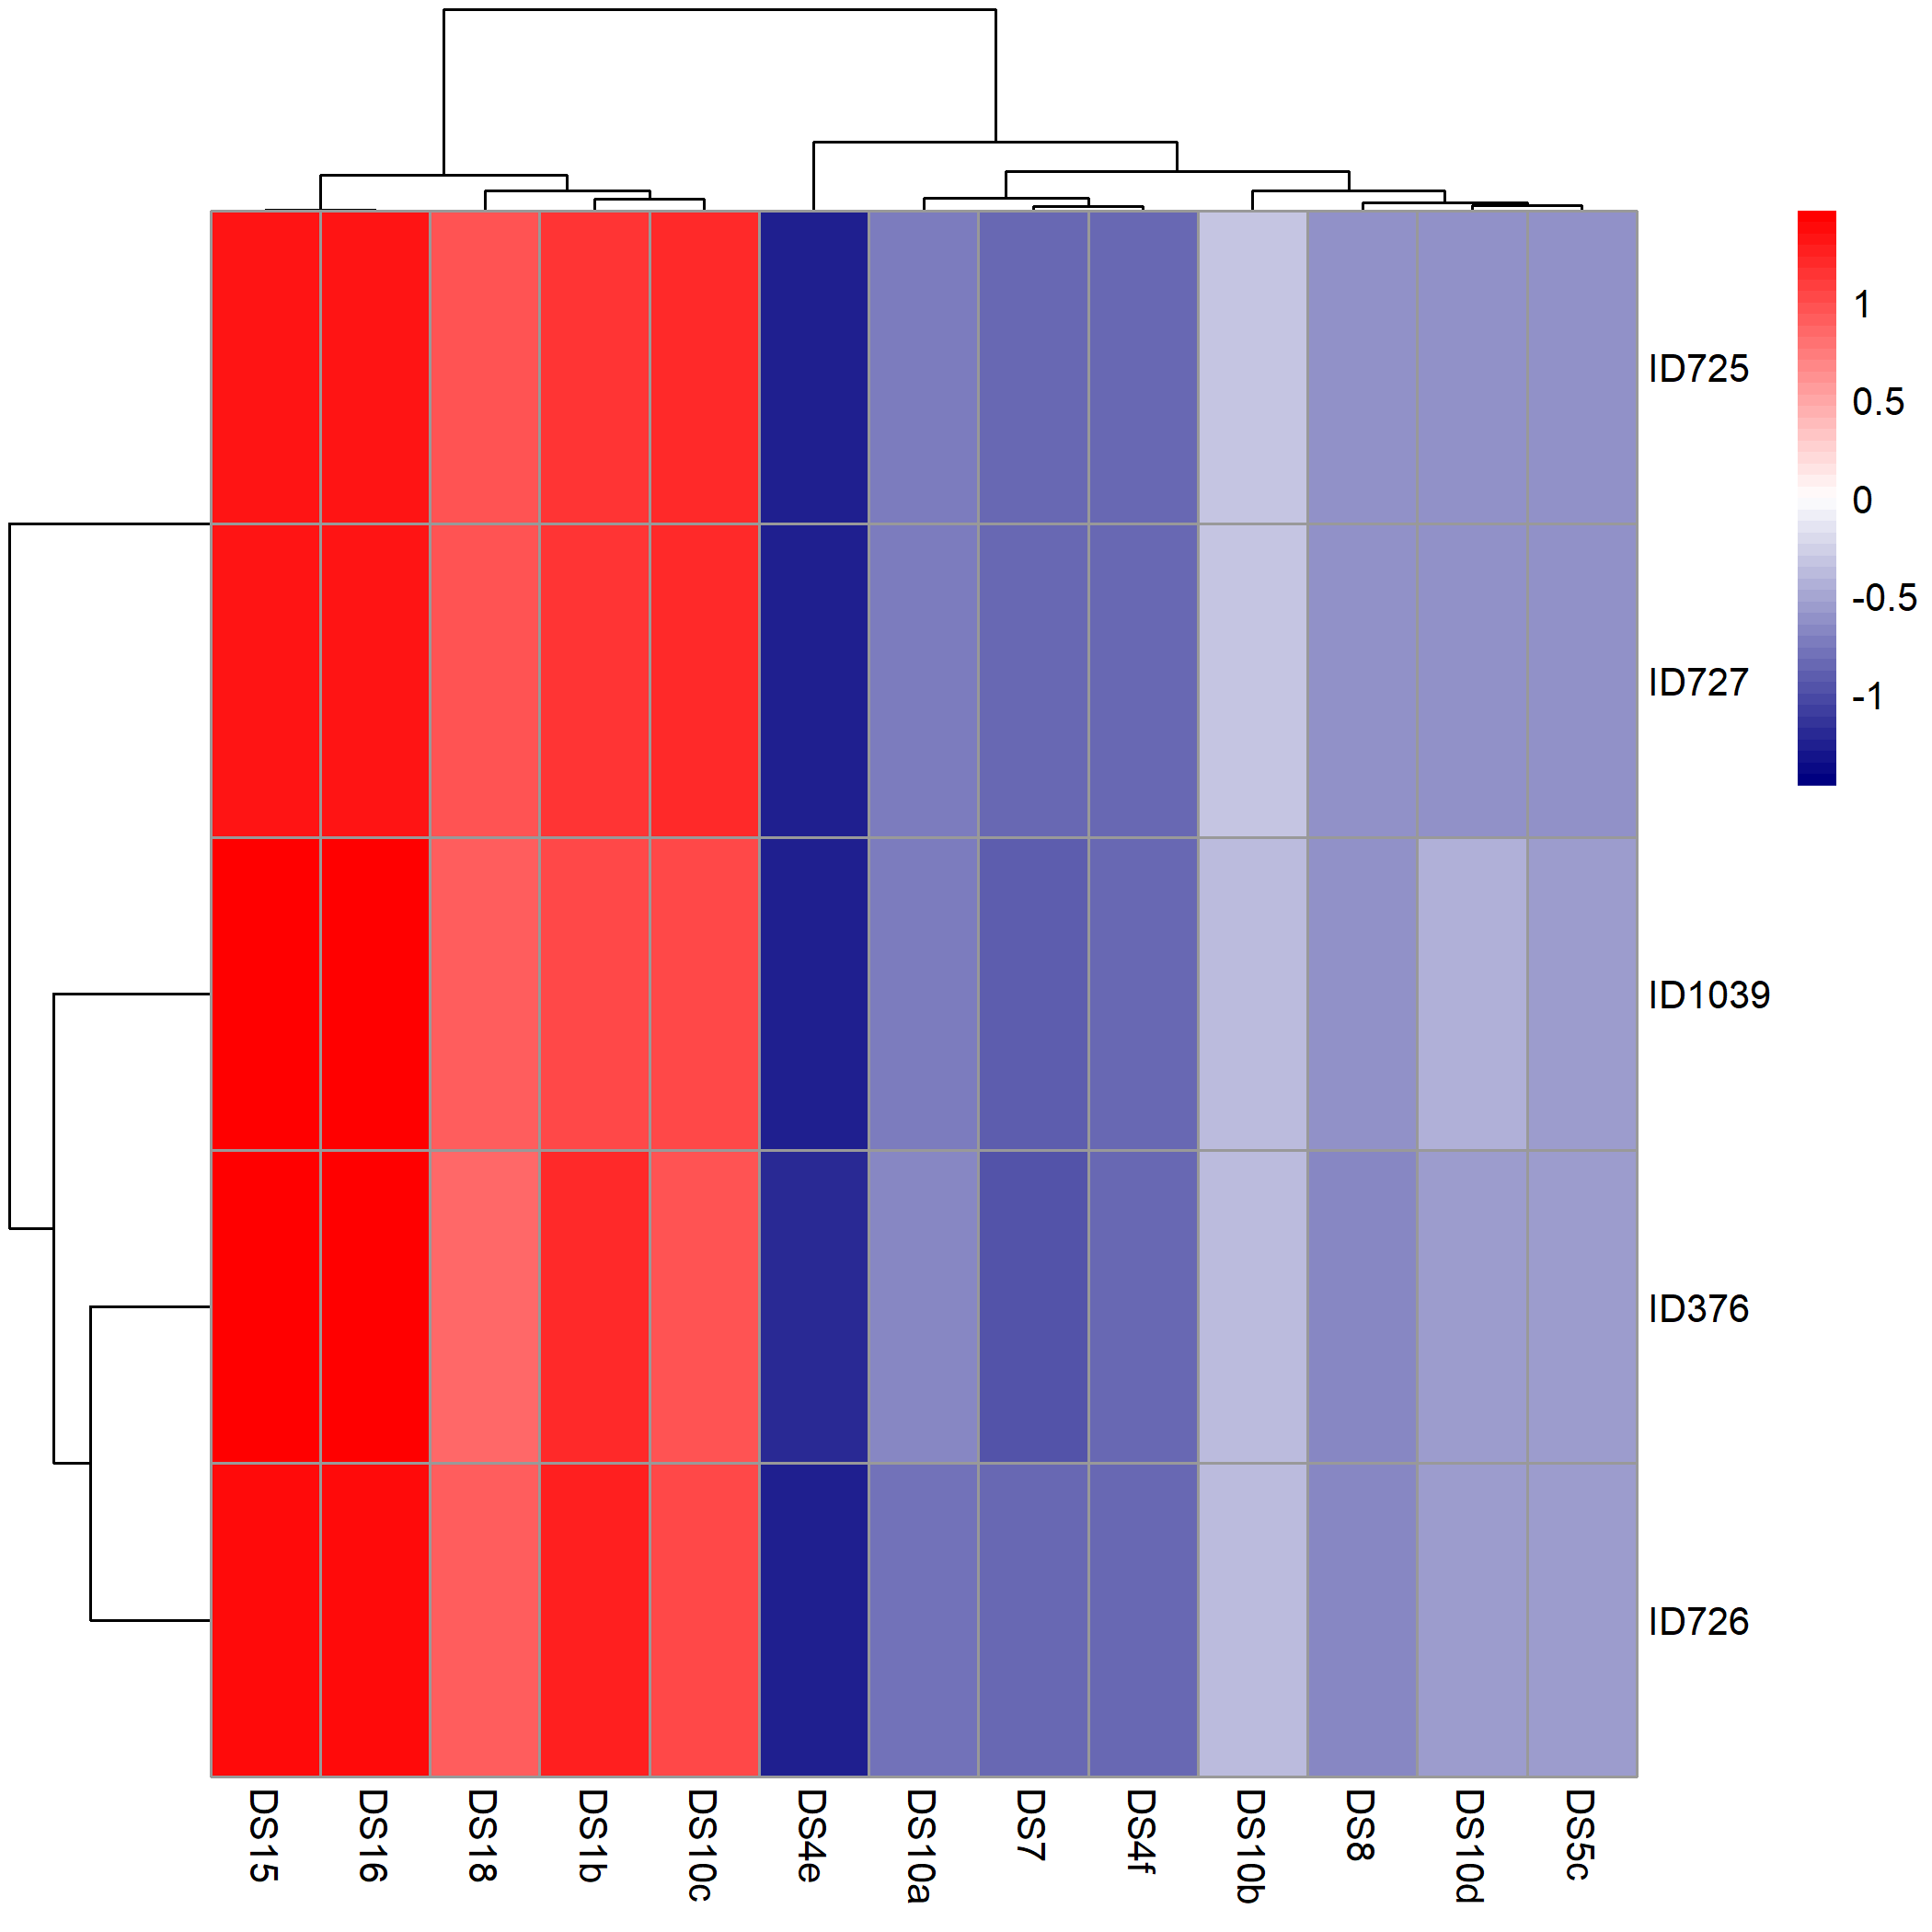 1
0.5
0
-0.5
-1
ID725
ID727
ID1039
ID376
ID726
DS15
DS16
DS18
DS1b
DS10c
DS4e
DS10a
DS7
DS4f
DS10b
DS8
DS10d
DS5c